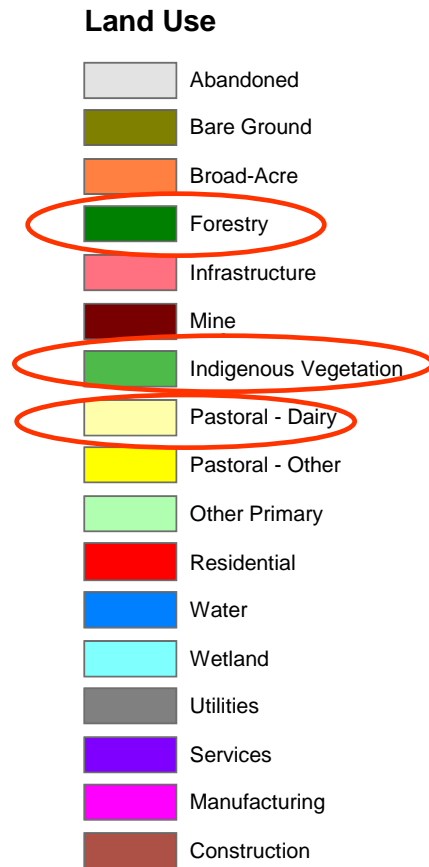 Land Use
Abandoned
Bare Ground
Broad-Acre
Forestry
Infrastructure
Mine
Indigenous Vegetation
Pastoral - Dairy
Pastoral - Other
Other Primary
Residential
Water
Wetland
Utilities
Services
Manufacturing
Construction